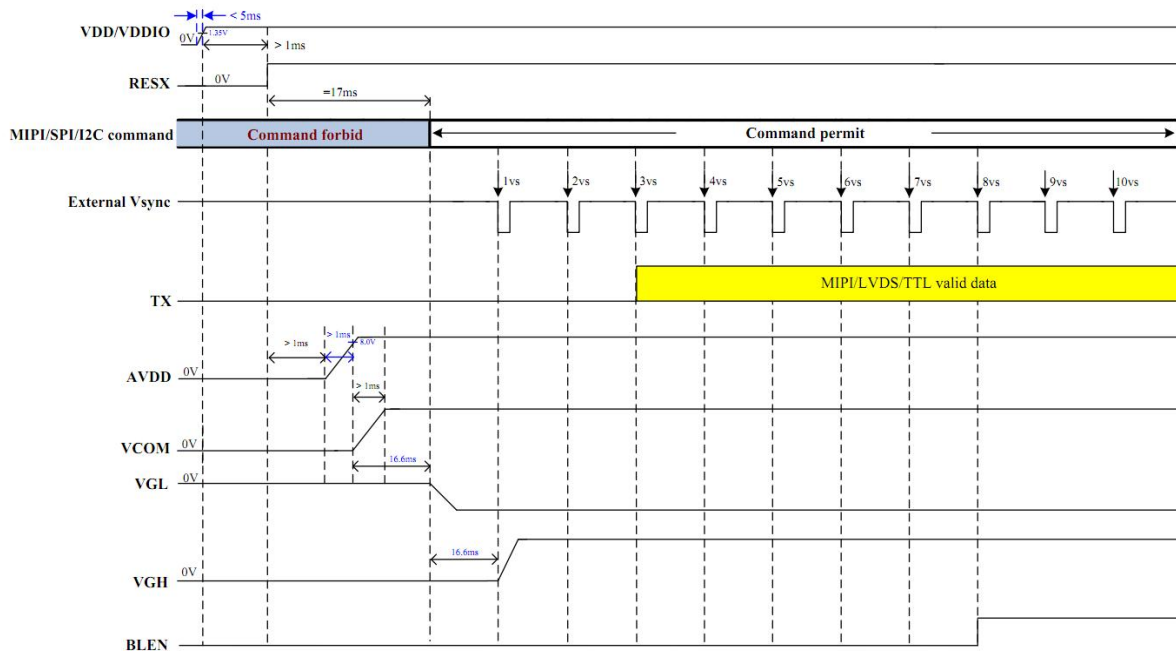 < 5ms
VDD/VDDIO
0V
1.35V
> 1ms
RESX
0V
=17ms
MIPI/SPI/I2C command
Command forbid
Command permit
1vs
2vs
3vs
4vs
5vs
6vs
7vs
8vs
9vs
10vs
External Vsync
MIPI/LVDS/TTL valid data
TX
> 1ms
> 1ms
8.0V
AVDD
0V
> 1ms
VCOM
0V
16.6ms
VGL
0V
16.6ms
VGH
0V
BLEN